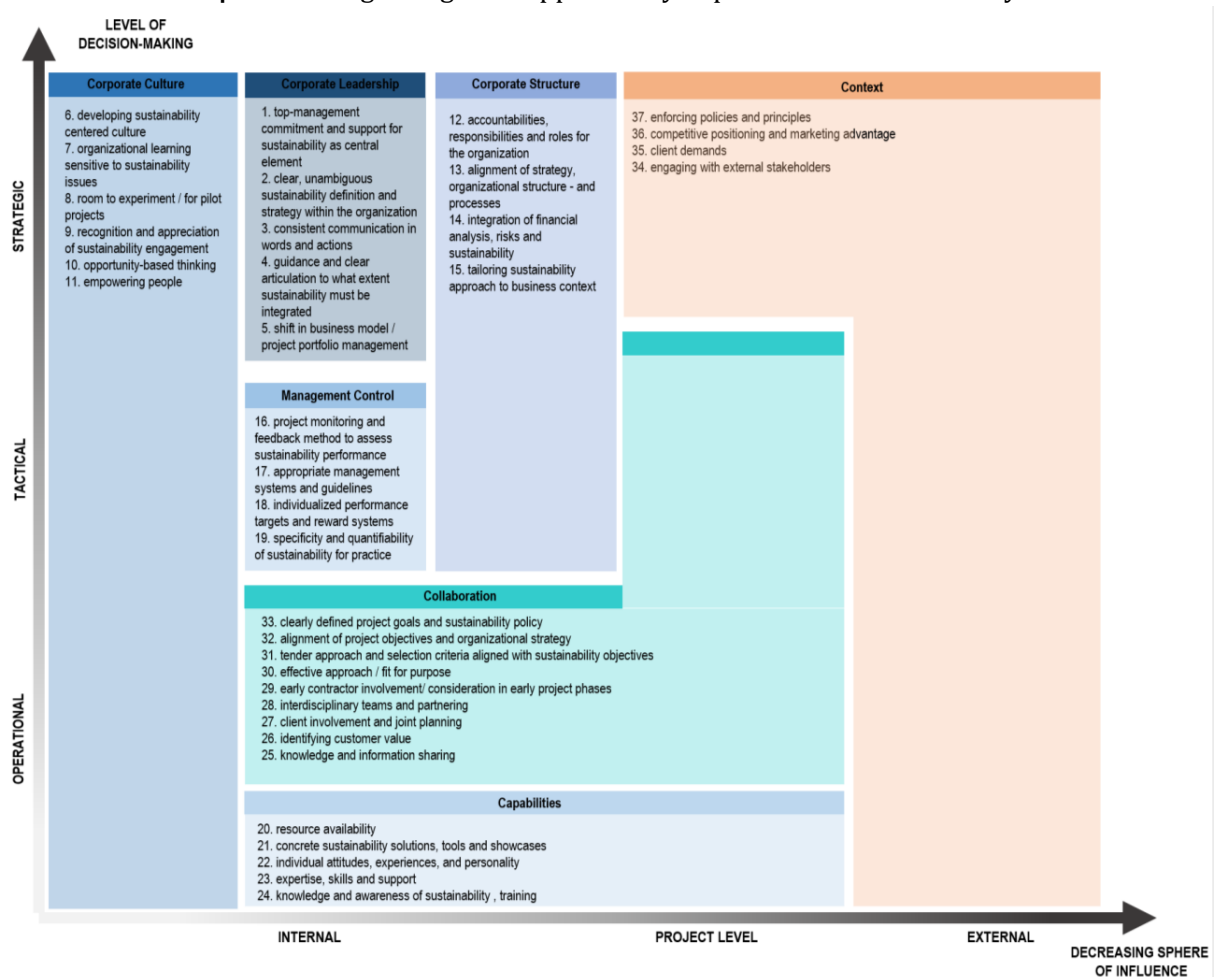 LEVEL OF
DECISION-MAKING
Corporate Culture
6. developing sustainability
centered culture
7. organizational learning
sensitive to sustainability
issues
8. room to experiment / for pilot
projects
9. recognition and appreciation
of sustainability engagement
10. opportunity-based thinking
11. empowering people
Corporate Leadership
1. top-management
commitment and support for
sustainability as central
element
2. clear, unambiguous
sustainability definition and
strategy within the organization
3. consistent communication in
words and actions
4. guidance and clear
articulation to what extent
sustainability must be
integrated
5. shift in business model /
project portfolio management
Corporate Structure
12. accountabilities,
responsibilities and roles for
the organization
13. alignment of strategy,
organizational structure - and
processes
14. integration of financial
analysis, risks and
sustainability
15. tailoring sustainability
approach to business context
Context
37. enforcing policies and principles
36. competitive positioning and marketing advantage
35. client demands
34. engaging with external stakeholders
Management Control
16. project monitoring and
feedback method to assess
sustainability performance
17. appropriate management
systems and guidelines
18. individualized performance
targets and reward systems
19. specificity and quantifiability
of sustainability for practice
Collaboration
33. clearly defined project goals and sustainability policy
32. alignment of project objectives and organizational strategy
31. tender approach and selection criteria aligned with sustainability objectives
30. effective approach / fit for purpose
29. early contractor involvement/ consideration in early project phases
28. interdisciplinary teams and partnering
27. client involvement and joint planning
26. identifying customer value
25. knowledge and information sharing
Capabilities
20. resource availability
21. concrete sustainability solutions, tools and showcases
22. individual attitudes, experiences, and personality
23. expertise, skills and support
24. knowledge and awareness of sustainability , training
STRATEGIC
TACTICAL
OPERATIONAL
INTERNAL
PROJECT LEVEL
EXTERNAL
DECREASING SPHERE
OF INFLUENCE